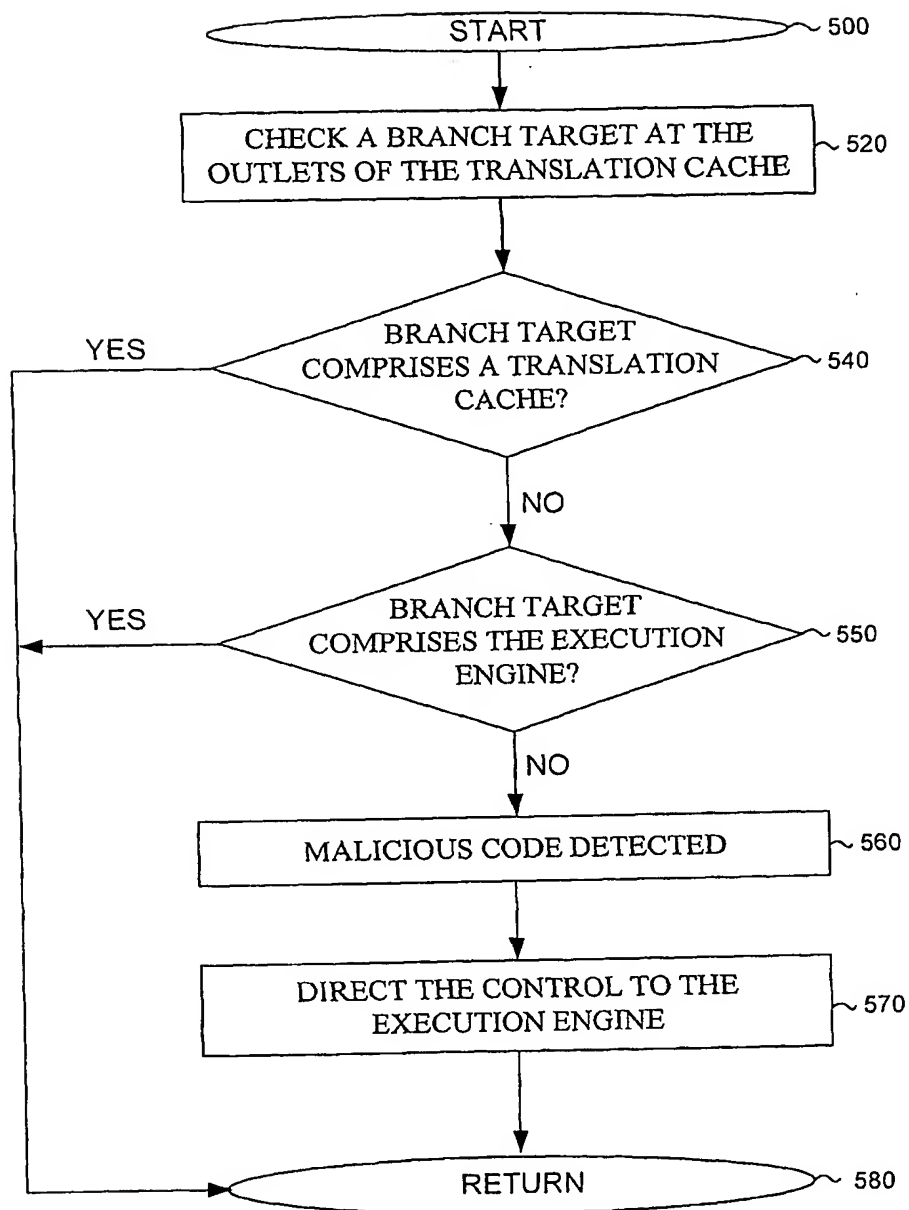 START
500
CHECK A BRANCH TARGET AT THE
OUTLETS OF THE TRANSLATION CACHE
520
BRANCH TARGET
COMPRISES A TRANSLATION
CACHE?
540
YES
NO
BRANCH TARGET
COMPRISES THE EXECUTION
ENGINE?
550
YES
NO
MALICIOUS CODE DETECTED
560
DIRECT THE CONTROL TO THE
EXECUTION ENGINE
570
RETURN
580